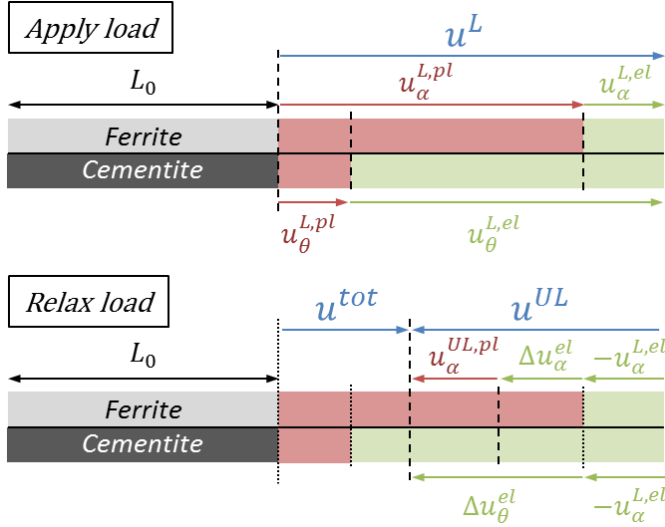 Apply load
u^L
L_0
u_α^{L,pl}
u_α^{L,el}
Ferrite
Cementite
u_θ^{L,pl}
u_θ^{L,el}
Relax load
u^{tot}
u^{UL}
L_0
u_α^{UL,pl}
Δu_α^{el}
−u_α^{L,el}
Ferrite
Cementite
Δu_θ^{el}
−u_α^{L,el}